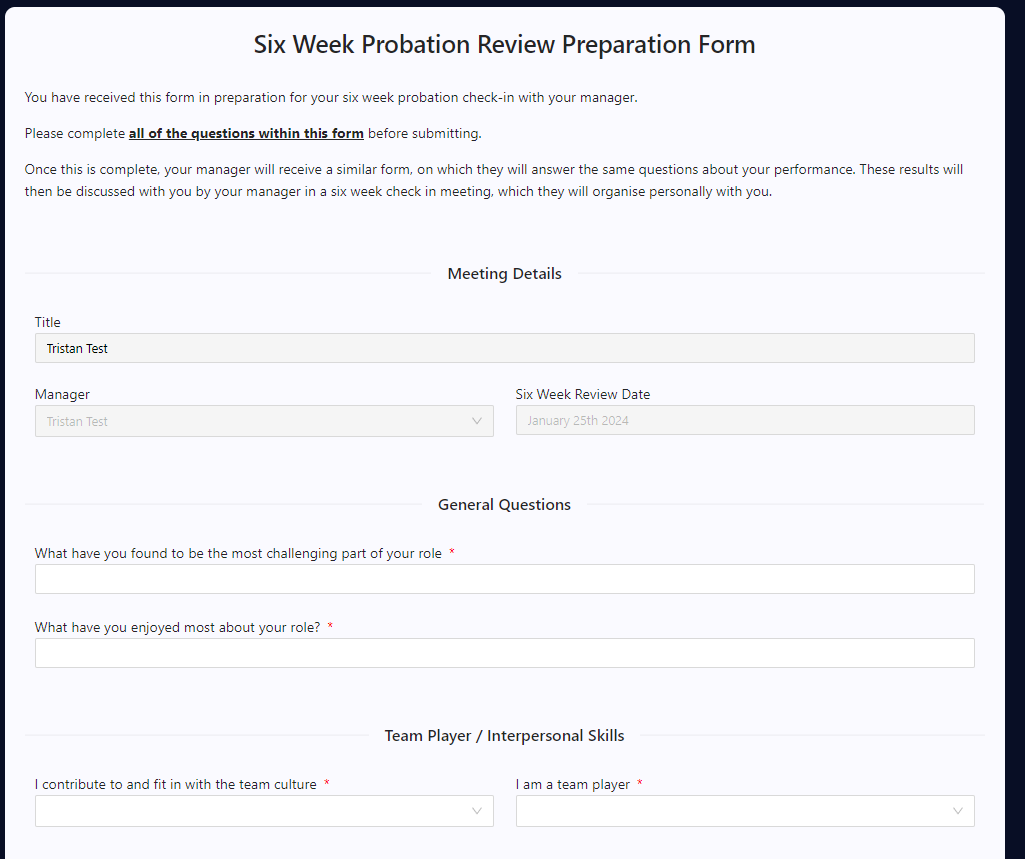 Six Week Probation Review Preparation Form
You have received this form in preparation for your six week probation check-in with your manager.
Please complete all of the questions within this form before submitting.
Once this is complete, your manager will receive a similar form, on which they will answer the same questions about your performance. These results will
then be discussed with you by your manager in a six week check in meeting, which they will organise personally with you.
Meeting Details
Title
Tristan Test
Manager
Six Week Review Date
Tristan Test
January 25th 2024
General Questions
What have you found to be the most challenging part of your role *
What have you enjoyed most about your role? *
Team Player / Interpersonal Skills
I contribute to and fit in with the team culture *
I am a team player *